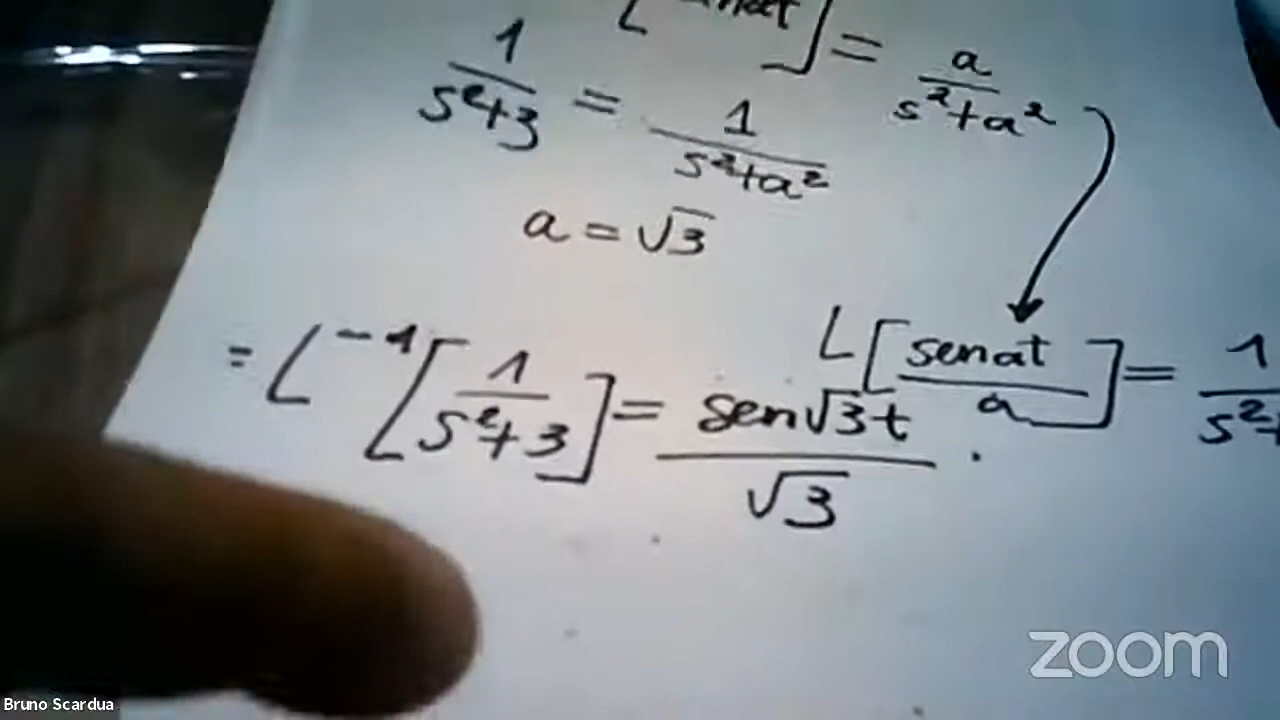 L[ ] = a/(s²+a²)
1/(s²+3) = 1/(s²+a²)
a = √3
L[sen at/a] = 1/s²+
= L⁻¹[1/(s²+3)] = sen√3t/√3 .
zoom
Bruno Scardua